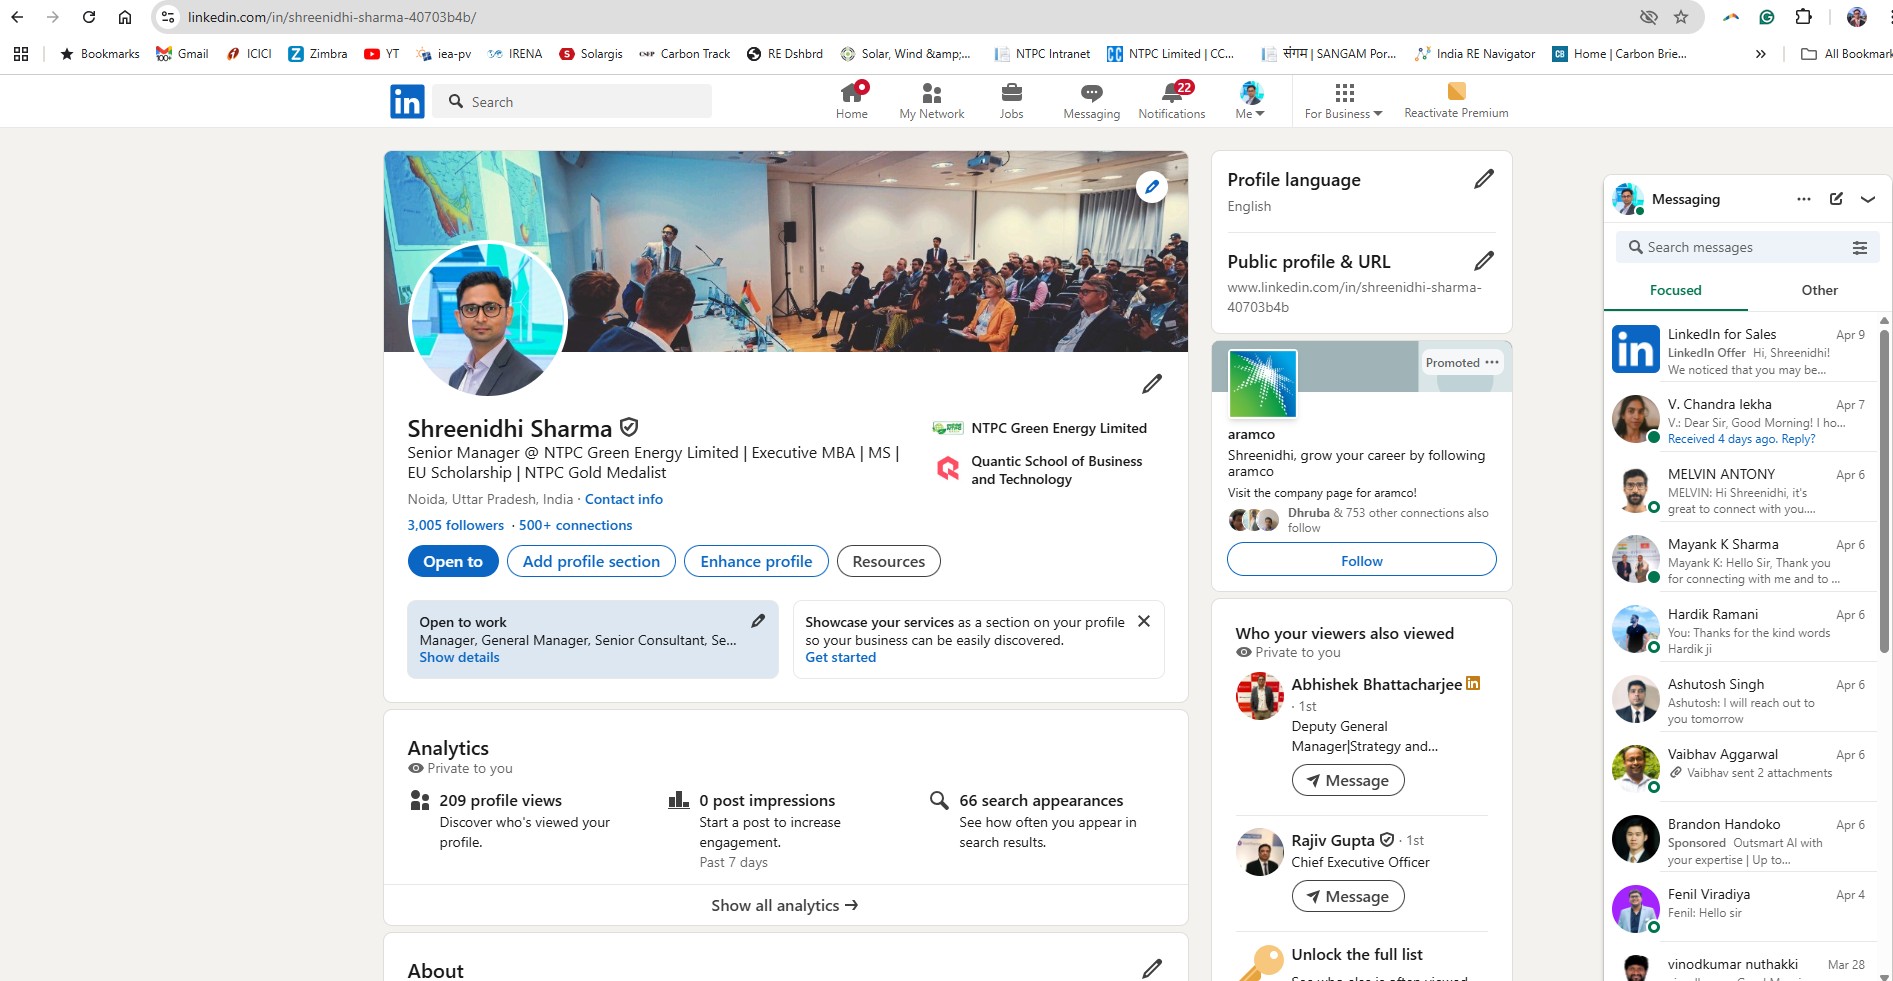 linkedin.com/in/shreenidhi-sharma-40703b4b/
Bookmarks
Gmail
ICICI
Zimbra
YT
iea-pv
IRENA
Solargis
Carbon Track
RE Dshbrd
Solar, Wind &amp;...
NTPC Intranet
NTPC Limited | CC...
संगम | SANGAM Por...
India RE Navigator
Home | Carbon Brie...
All Bookmark
in
Search
Home
My Network
Jobs
Messaging
22
Notifications
Me
For Business
Reactivate Premium
Shreenidhi Sharma
Senior Manager @ NTPC Green Energy Limited | Executive MBA | MS |
EU Scholarship | NTPC Gold Medalist
Noida, Uttar Pradesh, India · Contact info
3,005 followers · 500+ connections
NTPC Green Energy Limited
Quantic School of Business
and Technology
Open to
Add profile section
Enhance profile
Resources
Open to work
Manager, General Manager, Senior Consultant, Se...
Show details
Showcase your services as a section on your profile
so your business can be easily discovered.
Get started
Analytics
Private to you
209 profile views
Discover who's viewed your
profile.
0 post impressions
Start a post to increase
engagement.
Past 7 days
66 search appearances
See how often you appear in
search results.
Show all analytics →
About
Profile language
English
Public profile & URL
www.linkedin.com/in/shreenidhi-sharma-
40703b4b
Promoted
aramco
Shreenidhi, grow your career by following
aramco
Visit the company page for aramco!
Dhruba & 753 other connections also
follow
Follow
Who your viewers also viewed
Private to you
Abhishek Bhattacharjee in
· 1st
Deputy General
Manager|Strategy and...
Message
Rajiv Gupta · 1st
Chief Executive Officer
Message
Unlock the full list
Messaging
Search messages
Focused
Other
in
LinkedIn for Sales Apr 9
LinkedIn Offer Hi, Shreenidhi!
We noticed that you may be...
V. Chandra lekha Apr 7
V.: Dear Sir, Good Morning! I ho...
Received 4 days ago. Reply?
MELVIN ANTONY Apr 6
MELVIN: Hi Shreenidhi, it's
great to connect with you....
Mayank K Sharma Apr 6
Mayank K: Hello Sir, Thank you
for connecting with me and to ...
Hardik Ramani Apr 6
You: Thanks for the kind words
Hardik ji
Ashutosh Singh Apr 6
Ashutosh: I will reach out to
you tomorrow
Vaibhav Aggarwal Apr 6
Vaibhav sent 2 attachments
Brandon Handoko Apr 6
Sponsored Outsmart AI with
your expertise | Up to...
Fenil Viradiya Apr 4
Fenil: Hello sir
vinodkumar nuthakki Mar 28